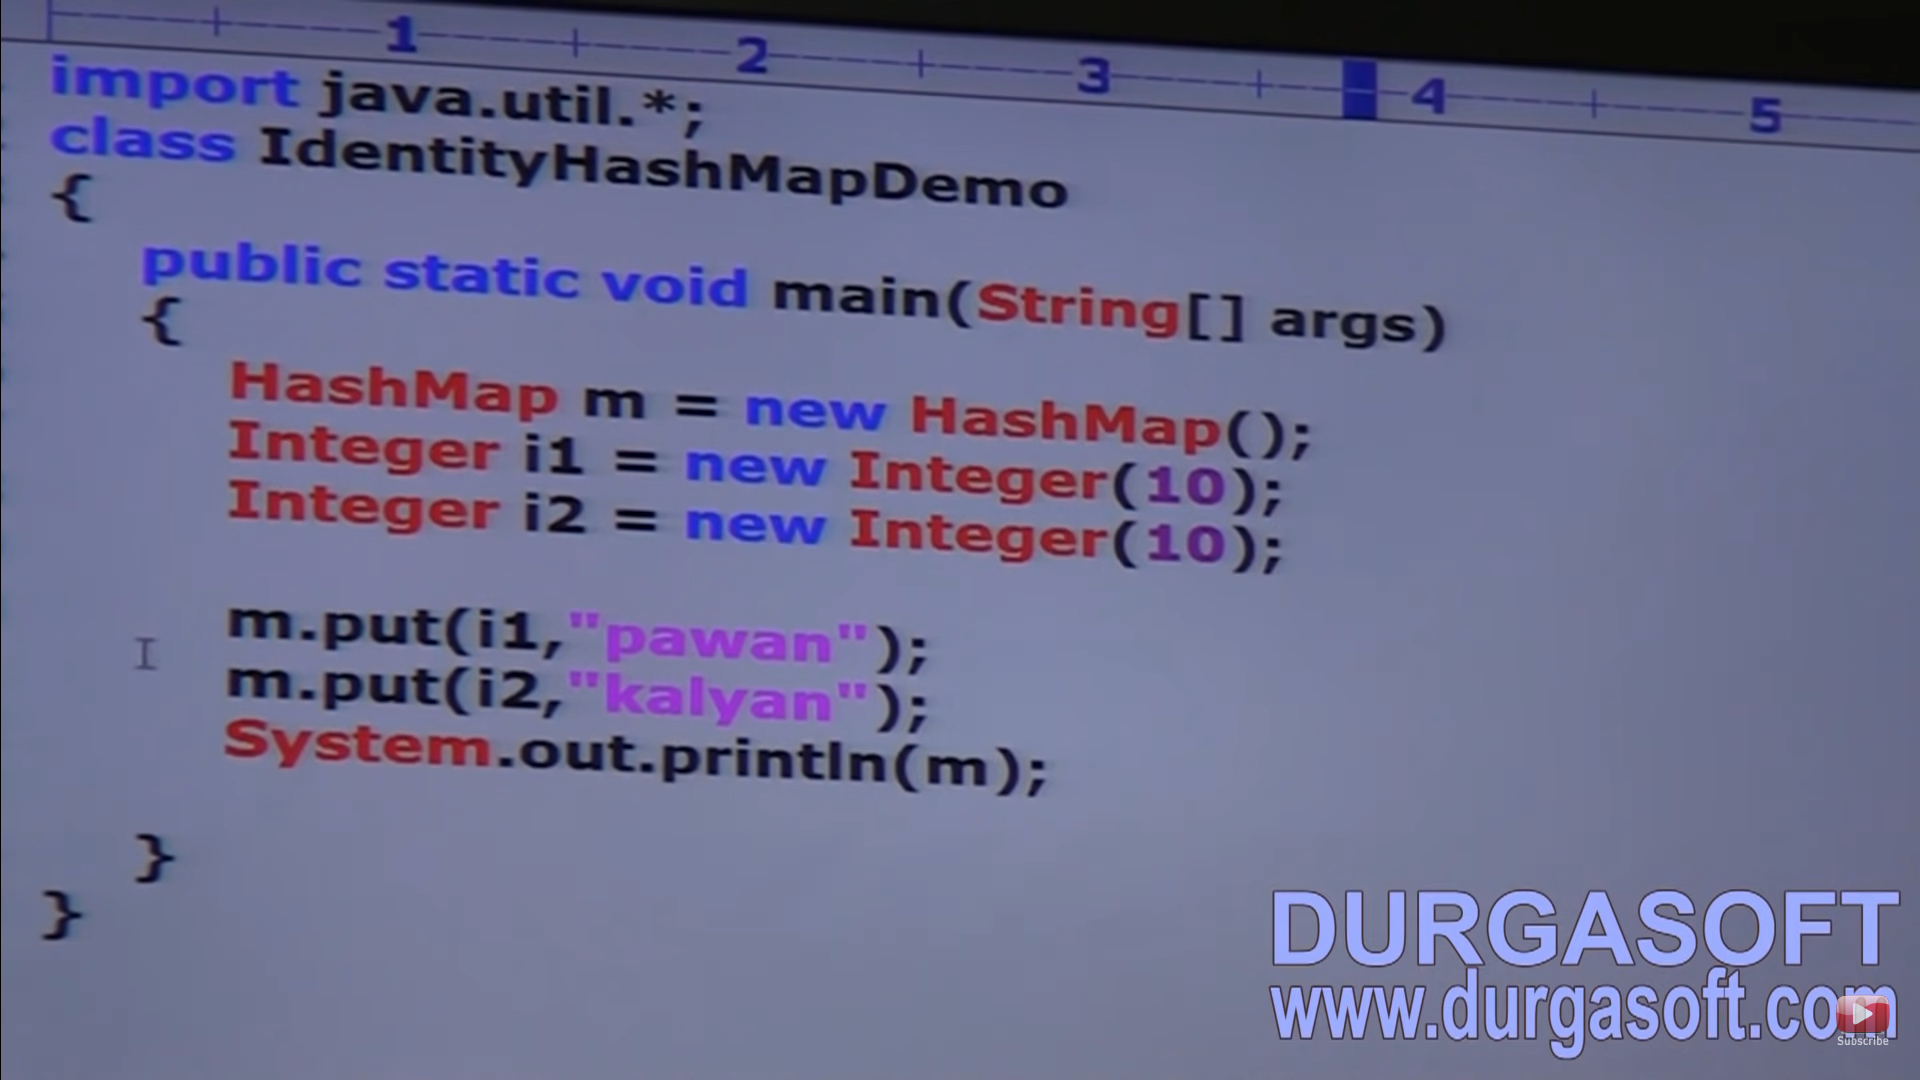 1 2 3 4 5
import java.util.*;
class IdentityHashMapDemo
{
public static void main(String[] args)
{
HashMap m = new HashMap();
Integer i1 = new Integer(10);
Integer i2 = new Integer(10);
m.put(i1,"pawan");
m.put(i2,"kalyan");
System.out.println(m);
}
}
DURGASOFT
www.durgasoft.com
Subscribe